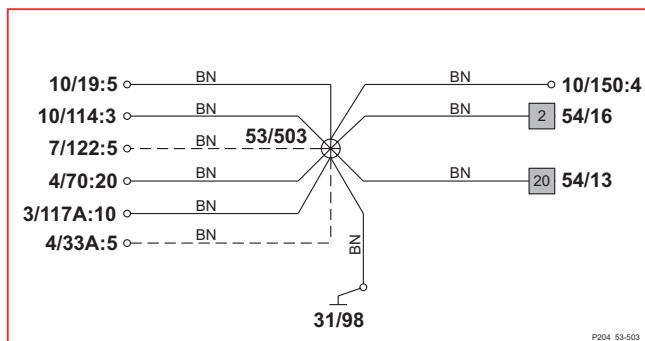 10/19:5 BN BN 10/150:4
10/114:3 BN BN 2 54/16
7/122:5 BN 53/503
4/70:20 BN BN 20 54/13
3/117A:10 BN
4/33A:5 BN
BN
31/98
P204 53-503